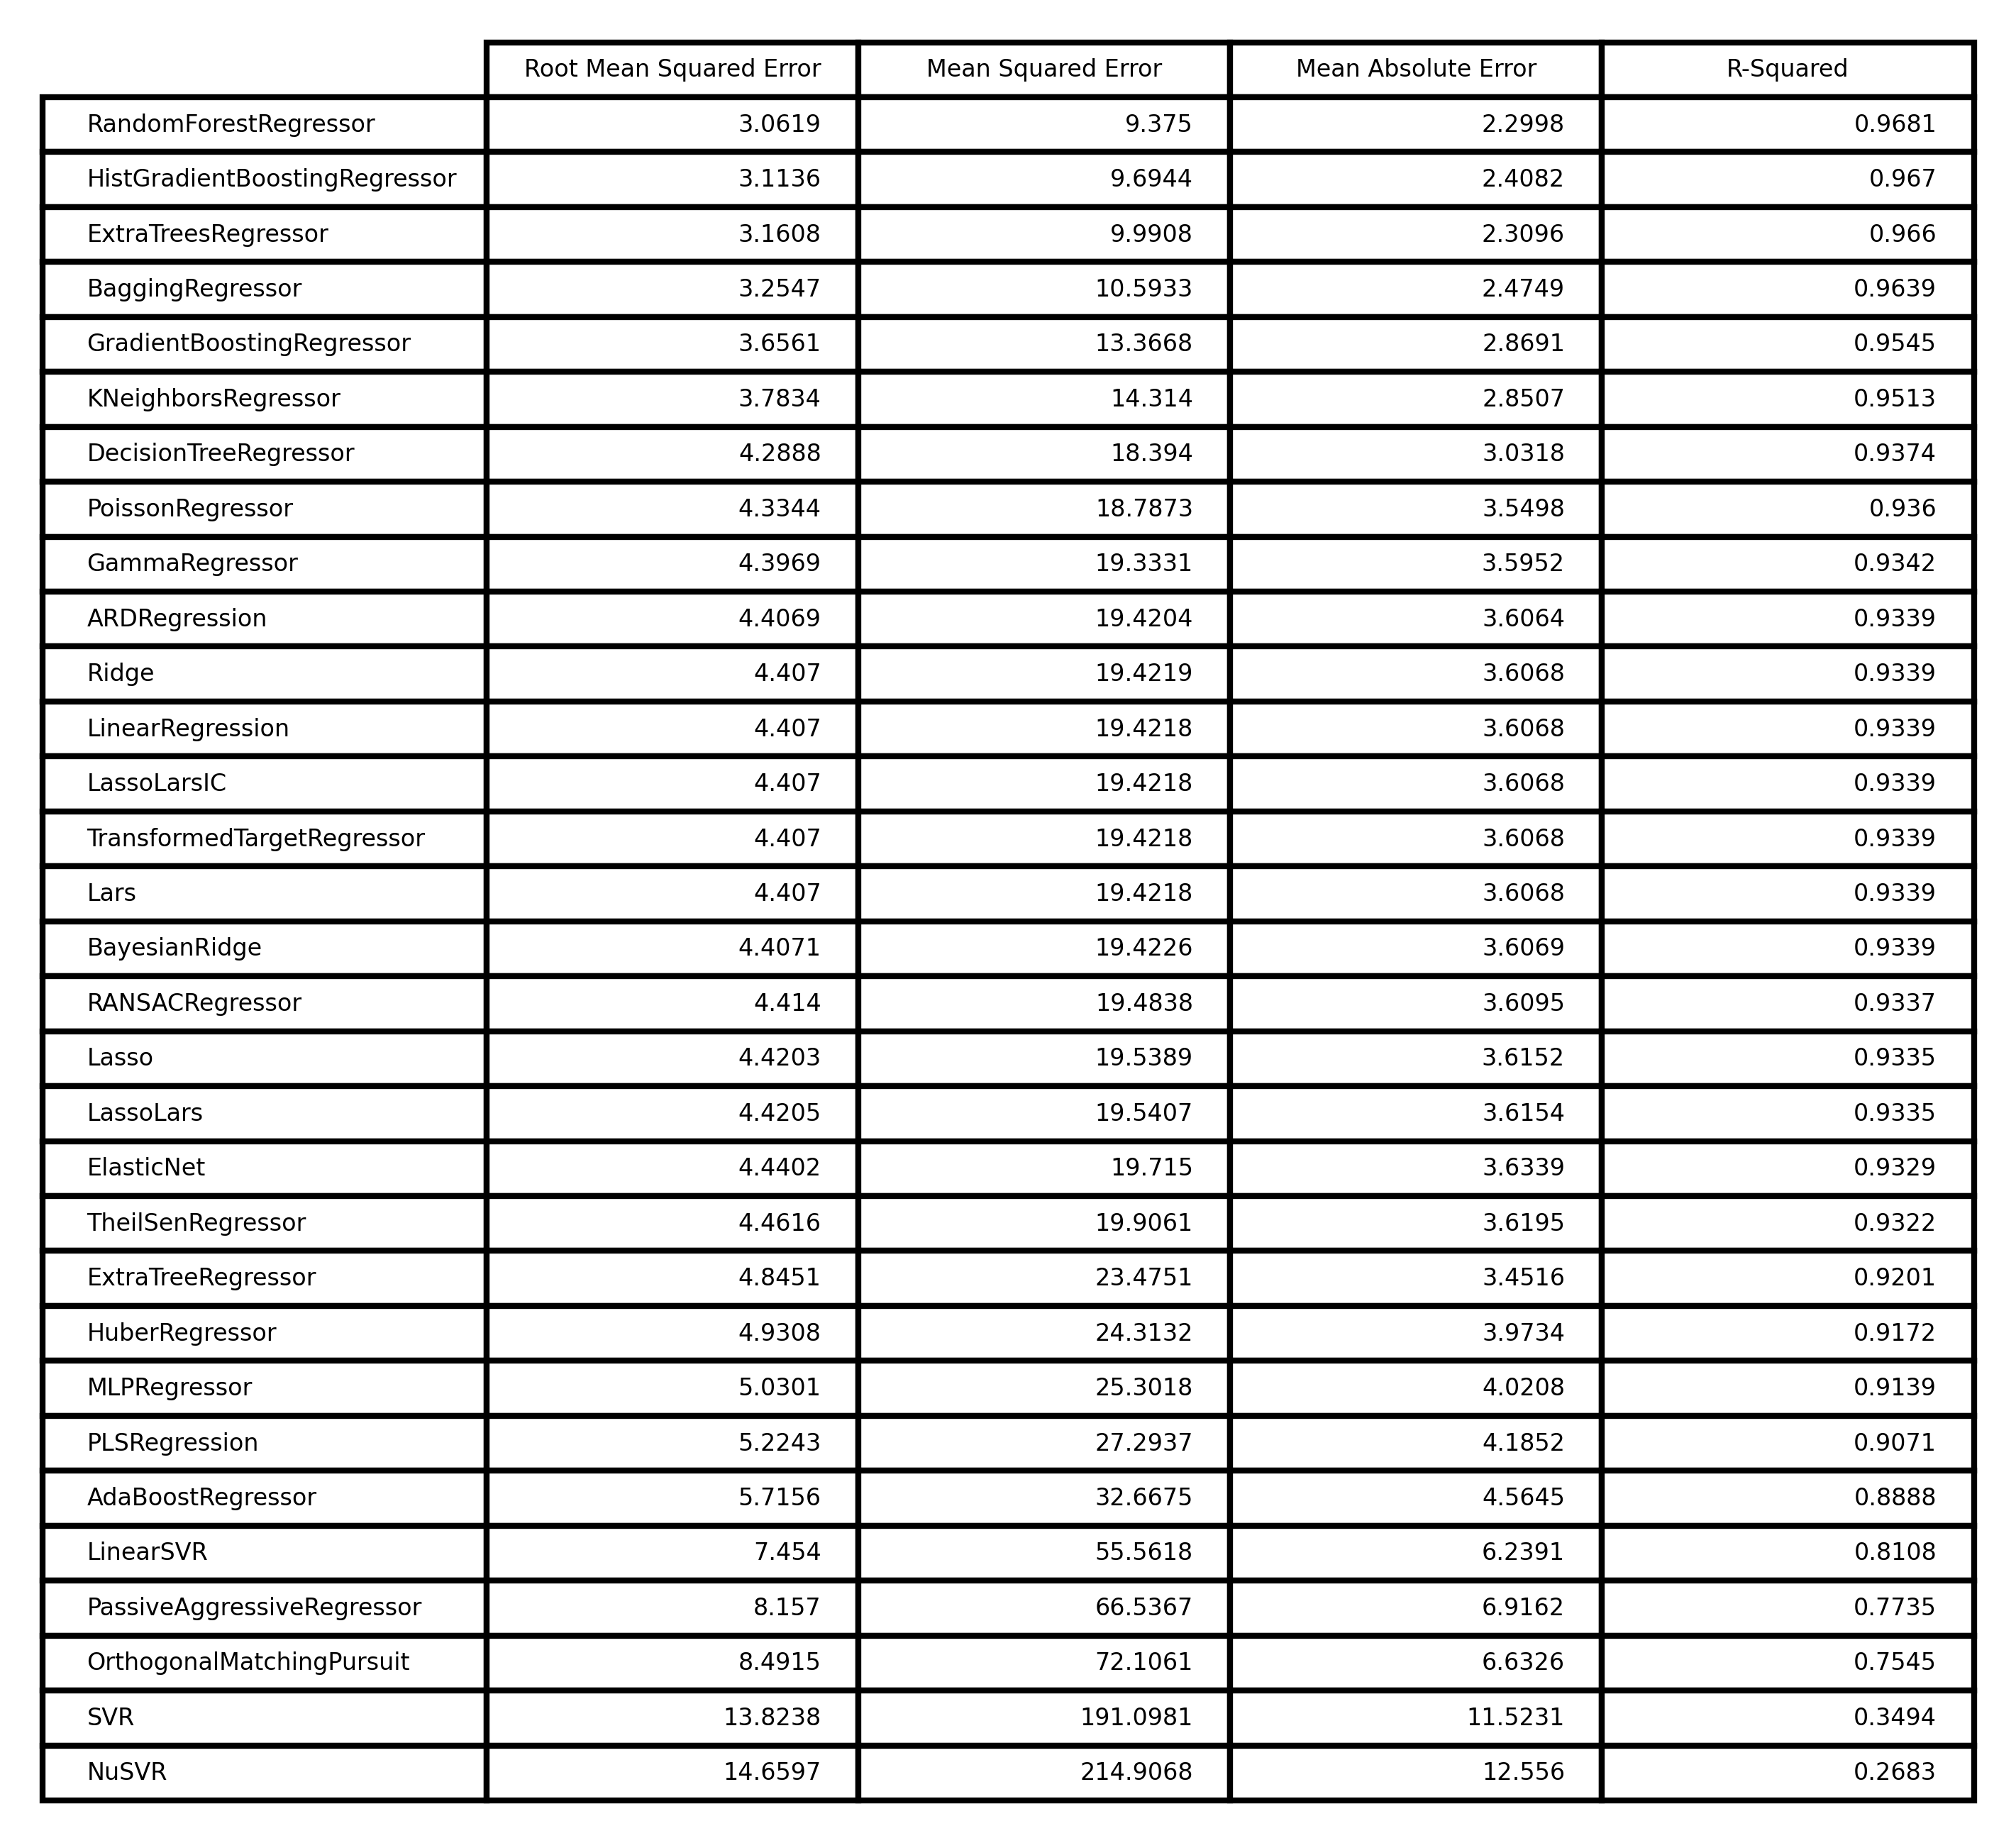 Root Mean Squared Error Mean Squared Error Mean Absolute Error R-Squared
RandomForestRegressor 3.0619 9.375 2.2998 0.9681
HistGradientBoostingRegressor 3.1136 9.6944 2.4082 0.967
ExtraTreesRegressor 3.1608 9.9908 2.3096 0.966
BaggingRegressor 3.2547 10.5933 2.4749 0.9639
GradientBoostingRegressor 3.6561 13.3668 2.8691 0.9545
KNeighborsRegressor 3.7834 14.314 2.8507 0.9513
DecisionTreeRegressor 4.2888 18.394 3.0318 0.9374
PoissonRegressor 4.3344 18.7873 3.5498 0.936
GammaRegressor 4.3969 19.3331 3.5952 0.9342
ARDRegression 4.4069 19.4204 3.6064 0.9339
Ridge 4.407 19.4219 3.6068 0.9339
LinearRegression 4.407 19.4218 3.6068 0.9339
LassoLarsIC 4.407 19.4218 3.6068 0.9339
TransformedTargetRegressor 4.407 19.4218 3.6068 0.9339
Lars 4.407 19.4218 3.6068 0.9339
BayesianRidge 4.4071 19.4226 3.6069 0.9339
RANSACRegressor 4.414 19.4838 3.6095 0.9337
Lasso 4.4203 19.5389 3.6152 0.9335
LassoLars 4.4205 19.5407 3.6154 0.9335
ElasticNet 4.4402 19.715 3.6339 0.9329
TheilSenRegressor 4.4616 19.9061 3.6195 0.9322
ExtraTreeRegressor 4.8451 23.4751 3.4516 0.9201
HuberRegressor 4.9308 24.3132 3.9734 0.9172
MLPRegressor 5.0301 25.3018 4.0208 0.9139
PLSRegression 5.2243 27.2937 4.1852 0.9071
AdaBoostRegressor 5.7156 32.6675 4.5645 0.8888
LinearSVR 7.454 55.5618 6.2391 0.8108
PassiveAggressiveRegressor 8.157 66.5367 6.9162 0.7735
OrthogonalMatchingPursuit 8.4915 72.1061 6.6326 0.7545
SVR 13.8238 191.0981 11.5231 0.3494
NuSVR 14.6597 214.9068 12.556 0.2683